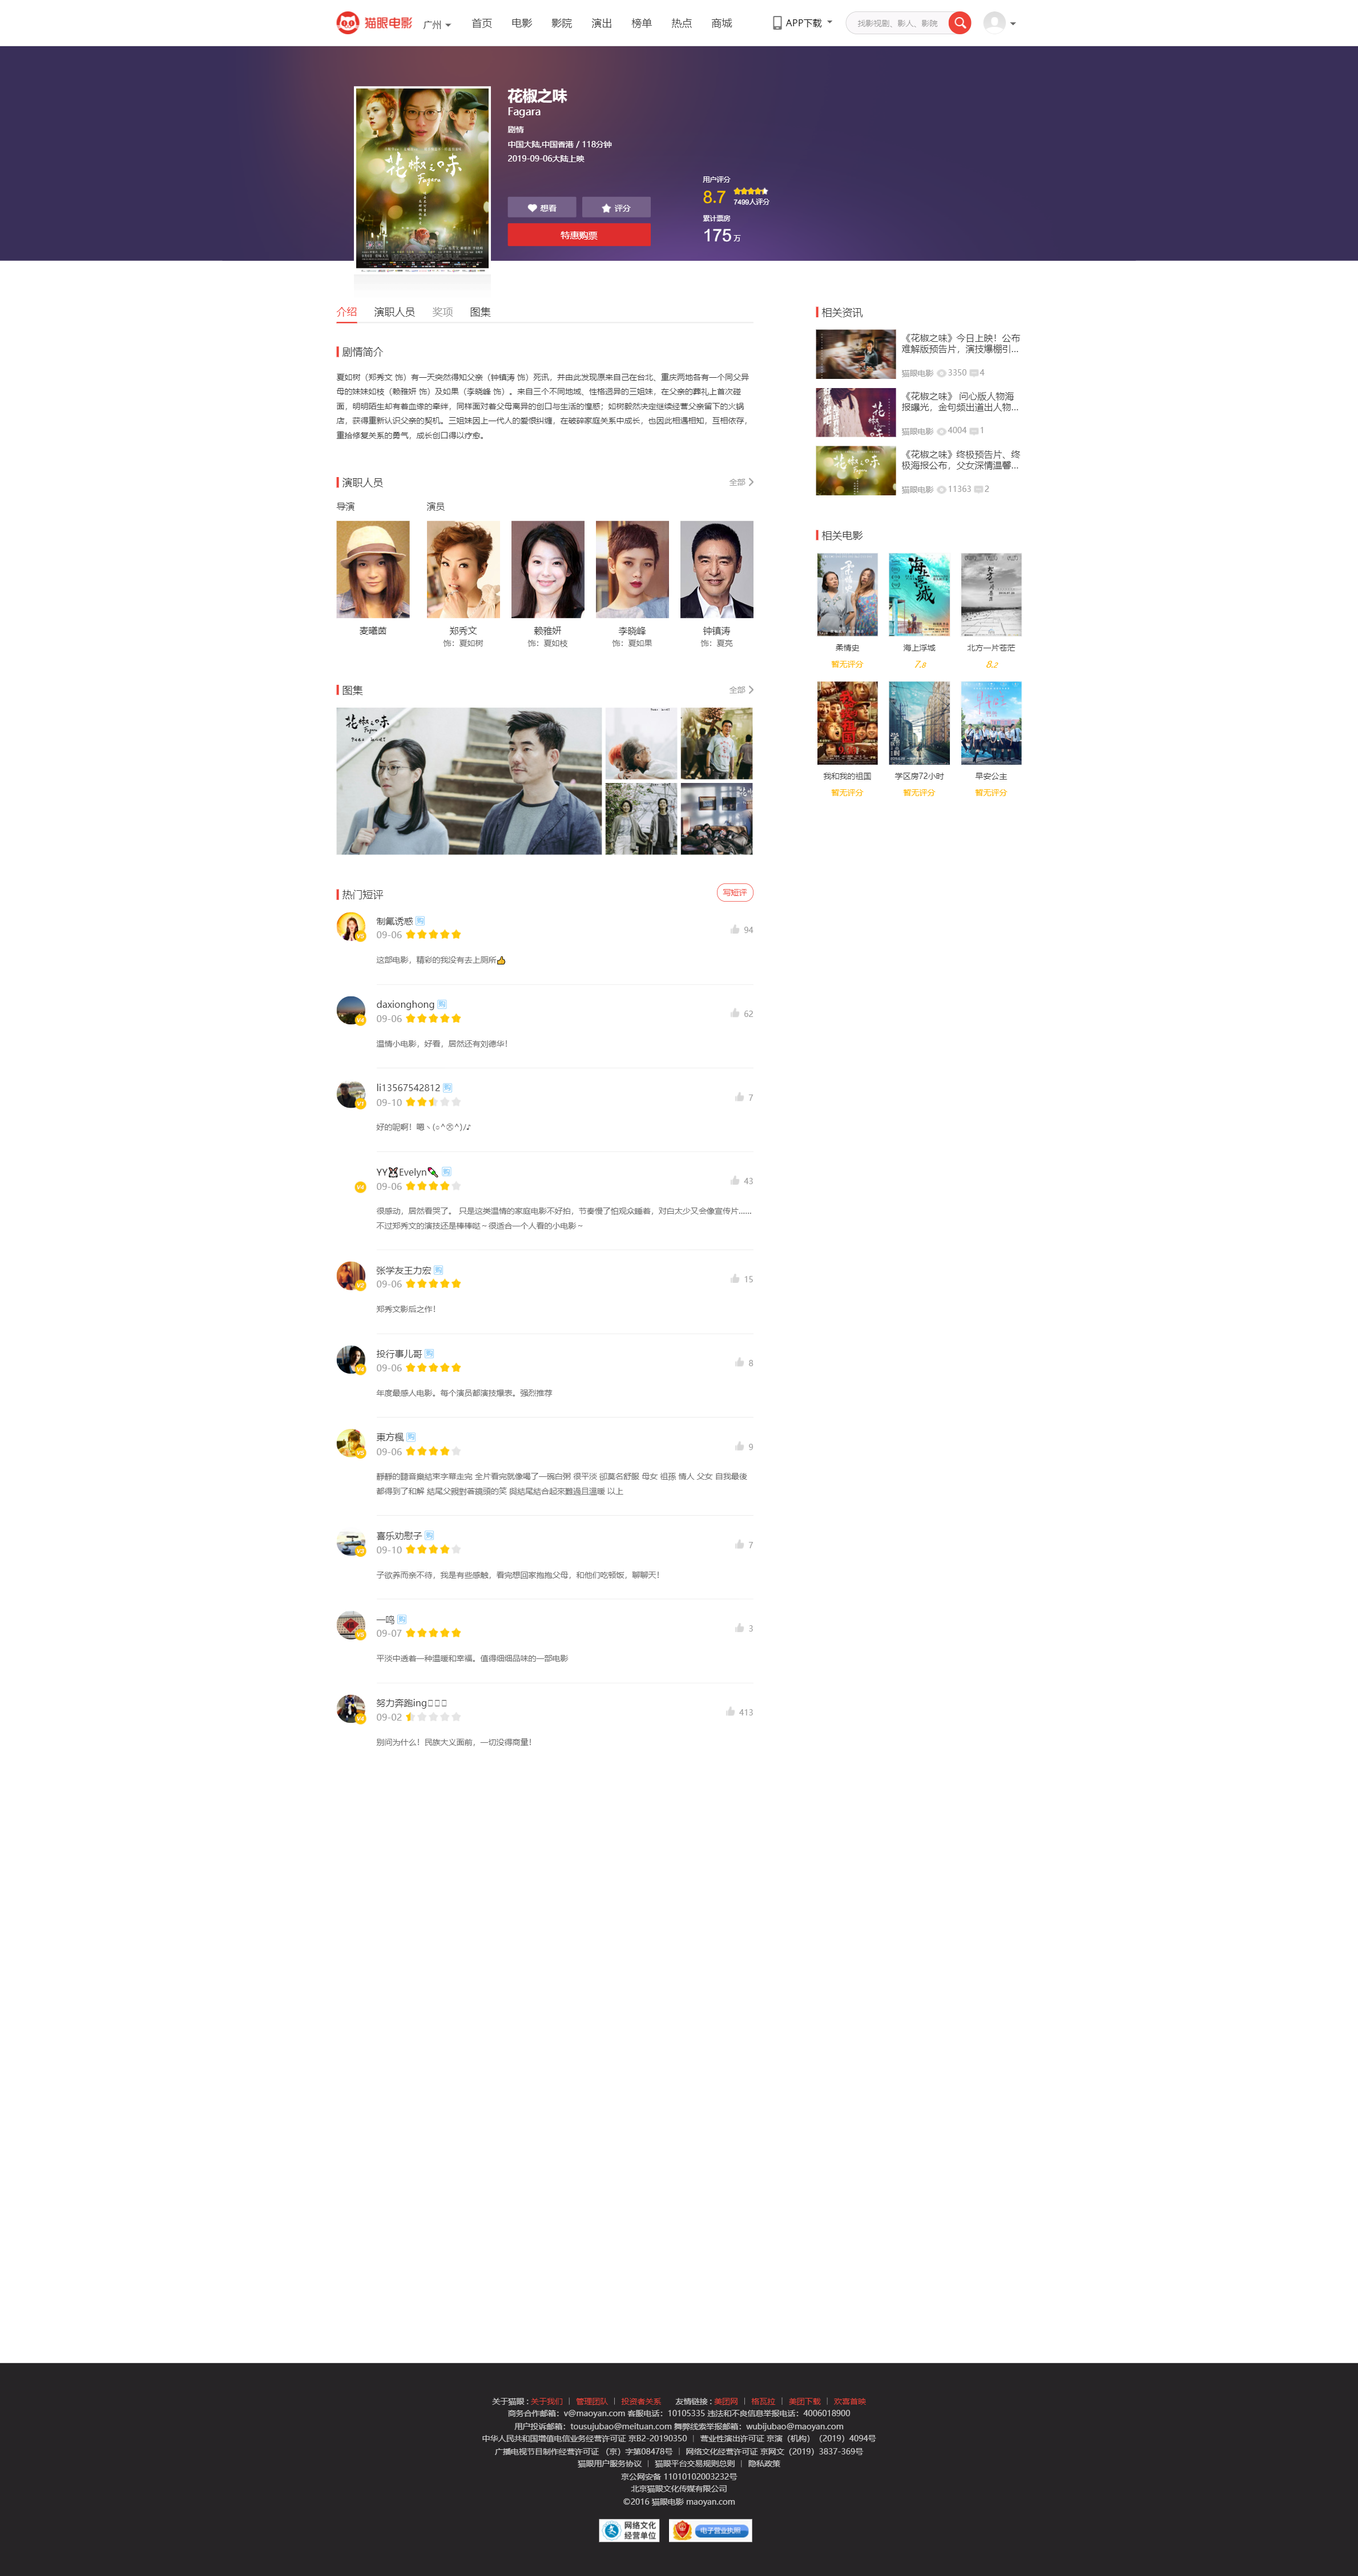 猫眼电影 广州 首页 电影 影院 演出 榜单 热点 商城 APP下载 找影视剧、影人、影院
花椒之味
Fagara
剧情
中国大陆,中国香港 / 118分钟
2019-09-06大陆上映
想看 评分
特惠购票
用户评分
8.7
7499人评分
累计票房
175万
花椒之味
Fagara
介绍 演职人员 奖项 图集
剧情简介
夏如树（郑秀文 饰）有一天突然得知父亲（钟镇涛 饰）死讯，并由此发现原来自己在台北、重庆两地各有一个同父异
母的妹妹如枝（赖雅妍 饰）及如果（李晓峰 饰）。来自三个不同地域、性格迥异的三姐妹，在父亲的葬礼上首次碰
面，明明陌生却有着血缘的牵绊，同样面对着父母离异的创口与生活的惶惑；如树毅然决定继续经营父亲留下的火锅
店，获得重新认识父亲的契机。三姐妹因上一代人的爱恨纠缠，在破碎家庭关系中成长，也因此相遇相知，互相依存，
重拾修复关系的勇气，成长创口得以疗愈。
演职人员 全部
导演 演员
麦曦茵 郑秀文 赖雅妍 李晓峰 钟镇涛
饰：夏如树 饰：夏如枝 饰：夏如果 饰：夏亮
图集 全部
花椒之味
Fagara
热门短评 写短评
制氟诱惑 购
09-06 94
这部电影，精彩的我没有去上厕所👍
daxionghong 购
09-06 62
温情小电影，好看，居然还有刘德华！
li13567542812 购
09-10 7
好的呢啊！嗯ヽ(○^㉨^)ﾉ♪
YY🐭Evelyn🍾 购
09-06 43
很感动，居然看哭了。 只是这类温情的家庭电影不好拍，节奏慢了怕观众睡着，对白太少又会像宣传片……
不过郑秀文的演技还是棒棒哒～很适合一个人看的小电影～
张学友王力宏 购
09-06 15
郑秀文影后之作！
投行事儿哥 购
09-06 8
年度最感人电影。每个演员都演技爆表。强烈推荐
東方楓 购
09-06 9
靜靜的聽音樂結束字幕走完 全片看完就像喝了一碗白粥 很平淡 卻莫名舒服 母女 祖孫 情人 父女 自我最後
都得到了和解 結尾父親對著鏡頭的笑 與結尾結合起來難過且溫暖 以上
喜乐劝慰子 购
09-10 7
子欲养而亲不待，我是有些感触，看完想回家抱抱父母，和他们吃顿饭，聊聊天！
一鸣 购
09-07 3
平淡中透着一种温暖和幸福。值得细细品味的一部电影
努力奔跑ing
09-02 413
别问为什么！民族大义面前，一切没得商量！
相关资讯
《花椒之味》今日上映！公布
难解版预告片，演技爆棚引...
猫眼电影 3350 4
《花椒之味》 问心版人物海
报曝光，金句频出道出人物...
猫眼电影 4004 1
《花椒之味》终极预告片、终
极海报公布，父女深情温馨...
猫眼电影 11363 2
相关电影
柔情史 海上浮城 北方一片苍茫
暂无评分 7.8 8.2
我和我的祖国 学区房72小时 早安公主
暂无评分 暂无评分 暂无评分
关于猫眼 : 关于我们 | 管理团队 | 投资者关系 友情链接 : 美团网 | 格瓦拉 | 美团下载 | 欢喜首映
商务合作邮箱：v@maoyan.com 客服电话：10105335 违法和不良信息举报电话：4006018900
用户投诉邮箱：tousujubao@meituan.com 舞弊线索举报邮箱：wubijubao@maoyan.com
中华人民共和国增值电信业务经营许可证 京B2-20190350 | 营业性演出许可证 京演（机构）（2019）4094号
广播电视节目制作经营许可证 （京）字第08478号 | 网络文化经营许可证 京网文（2019）3837-369号
猫眼用户服务协议 | 猫眼平台交易规则总则 | 隐私政策
京公网安备 11010102003232号
北京猫眼文化传媒有限公司
©2016 猫眼电影 maoyan.com
网络文化
经营单位
电子营业执照